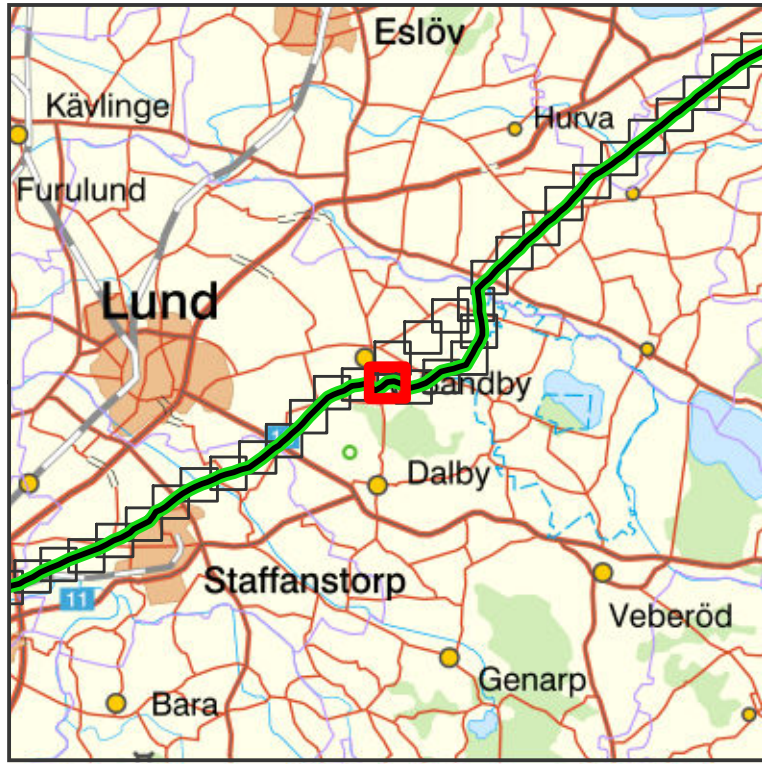 Eslöv
Kävlinge
Hurva
Furulund
Lund
Sandby
Dalby
Staffanstorp
11
Veberöd
Genarp
Bara